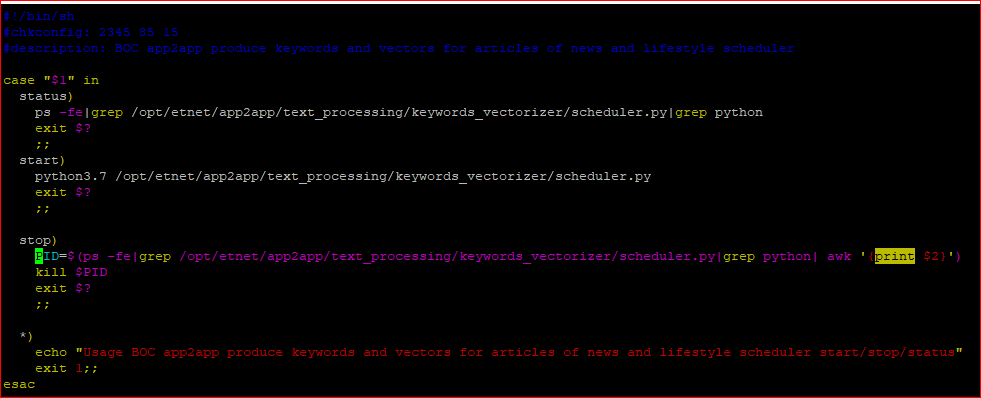 #!/bin/sh
#chkconfig: 2345 05 15
#description: BOC app2app produce keywords and vectors for articles of news and lifestyle scheduler
case "$1" in
status)
ps -fe|grep /opt/etnet/app2app/text_processing/keywords_vectorizer/scheduler.py|grep python
exit $?
;;
start)
python3.7 /opt/etnet/app2app/text_processing/keywords_vectorizer/scheduler.py
exit $?
;;
stop)
PID=$(ps -fe|grep /opt/etnet/app2app/text_processing/keywords_vectorizer/scheduler.py|grep python| awk '{print $2}')
kill $PID
exit $?
;;
*)
echo "Usage BOC app2app produce keywords and vectors for articles of news and lifestyle scheduler start/stop/status"
exit 1;;
esac